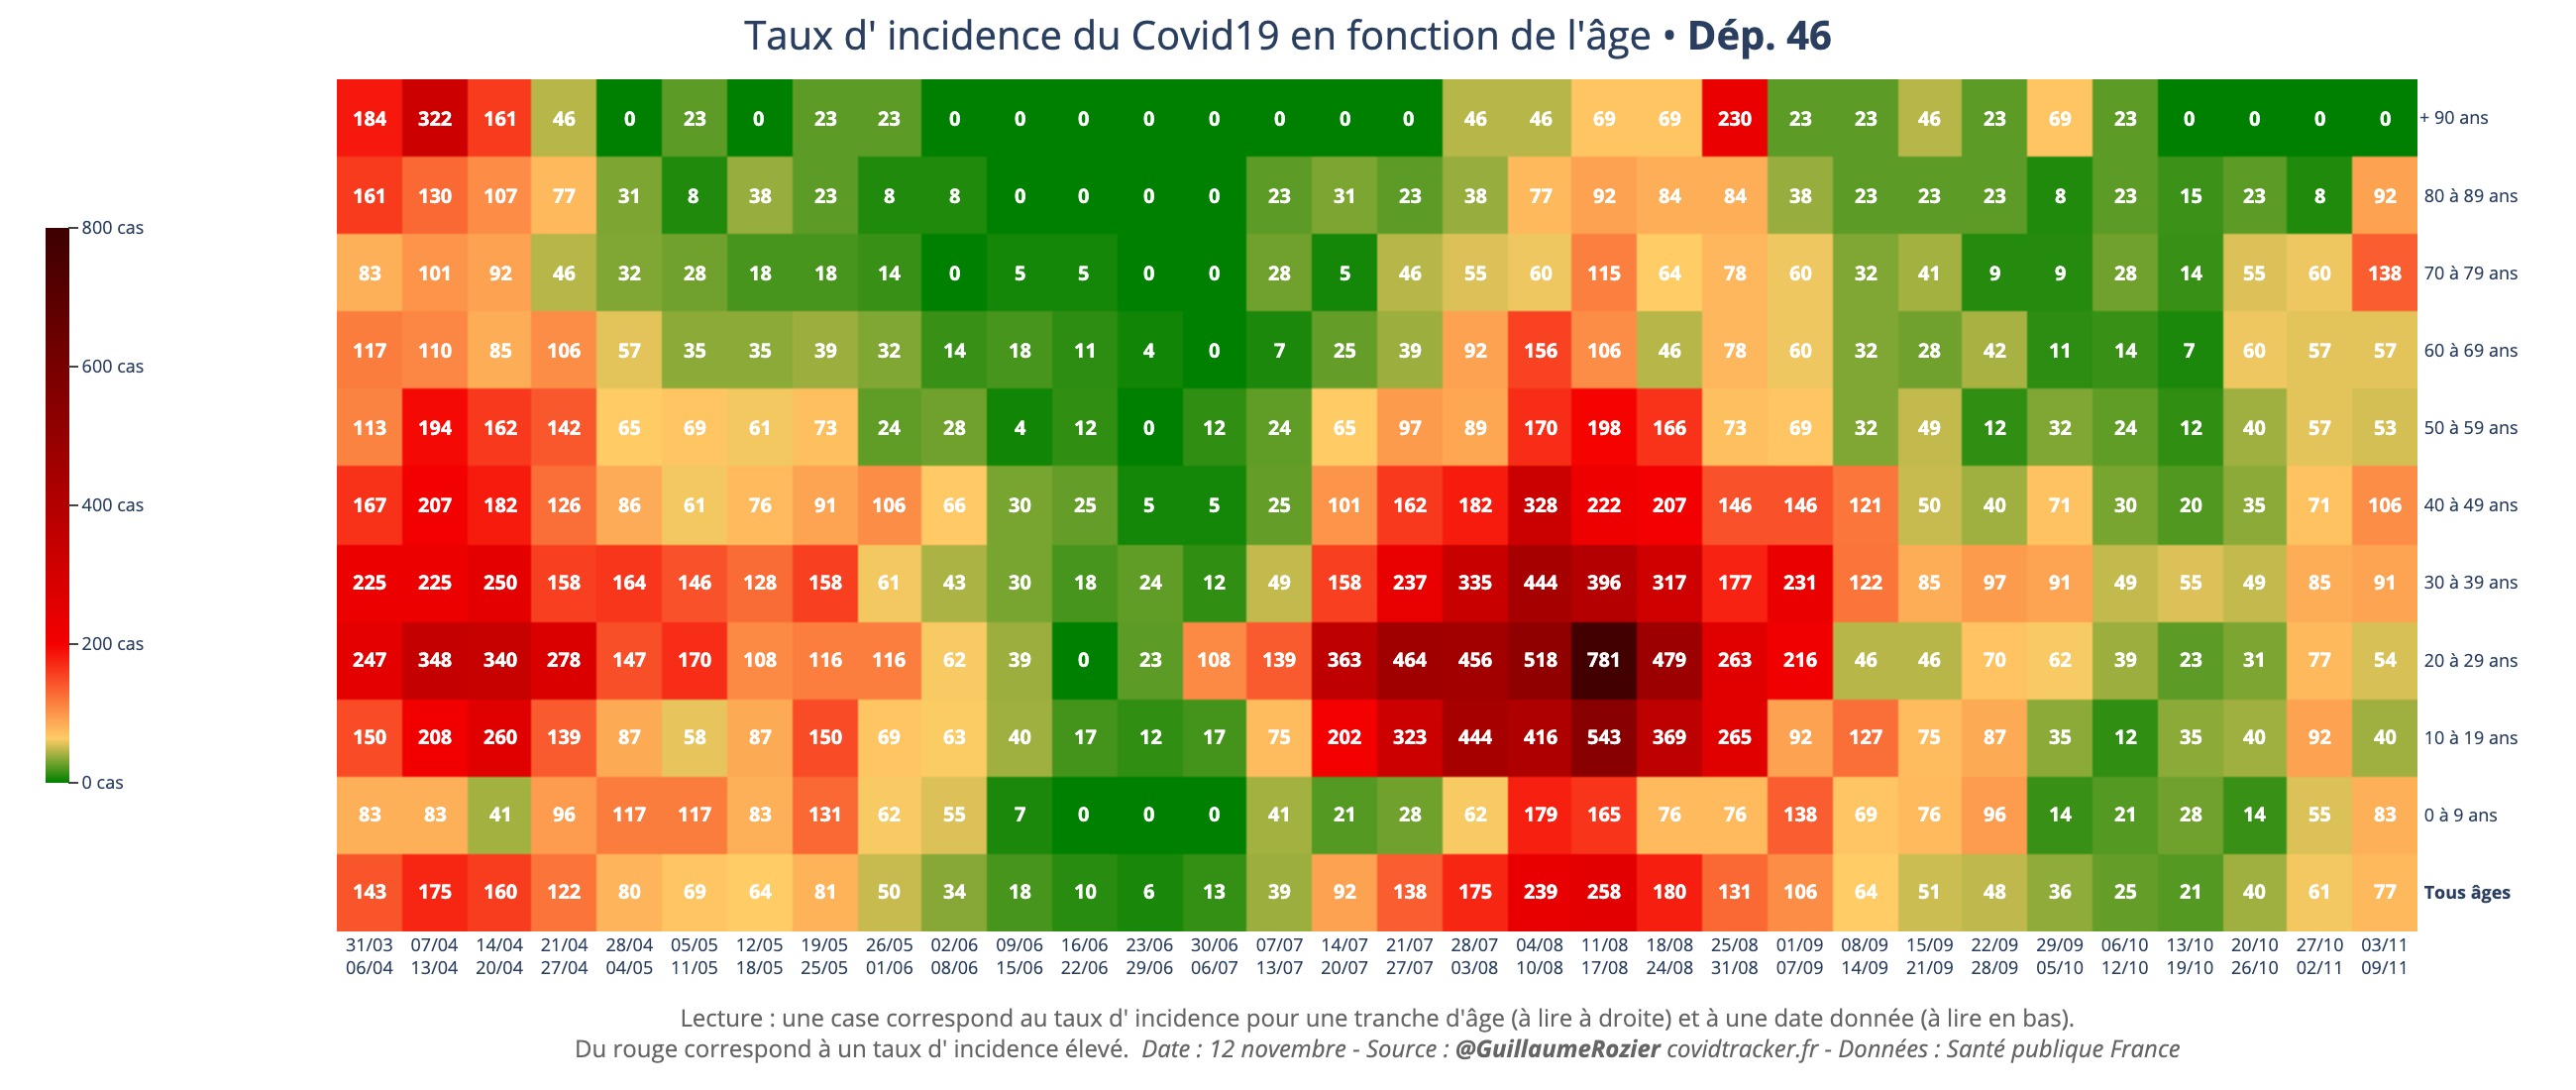 Taux d' incidence du Covid19 en fonction de l'âge • Dép. 46
184 322 161 46 0 23 0 23 23 0 0 0 0 0 0 0 0 46 46 69 69 230 23 23 46 23 69 23 0 0 0 0 + 90 ans
161 130 107 77 31 8 38 23 8 8 0 0 0 0 23 31 23 38 77 92 84 84 38 23 23 23 8 23 15 23 8 92 80 à 89 ans
83 101 92 46 32 28 18 18 14 0 5 5 0 0 28 5 46 55 60 115 64 78 60 32 41 9 9 28 14 55 60 138 70 à 79 ans
117 110 85 106 57 35 35 39 32 14 18 11 4 0 7 25 39 92 156 106 46 78 60 32 28 42 11 14 7 60 57 57 60 à 69 ans
113 194 162 142 65 69 61 73 24 28 4 12 0 12 24 65 97 89 170 198 166 73 69 32 49 12 32 24 12 40 57 53 50 à 59 ans
167 207 182 126 86 61 76 91 106 66 30 25 5 5 25 101 162 182 328 222 207 146 146 121 50 40 71 30 20 35 71 106 40 à 49 ans
225 225 250 158 164 146 128 158 61 43 30 18 24 12 49 158 237 335 444 396 317 177 231 122 85 97 91 49 55 49 85 91 30 à 39 ans
247 348 340 278 147 170 108 116 116 62 39 0 23 108 139 363 464 456 518 781 479 263 216 46 46 70 62 39 23 31 77 54 20 à 29 ans
150 208 260 139 87 58 87 150 69 63 40 17 12 17 75 202 323 444 416 543 369 265 92 127 75 87 35 12 35 40 92 40 10 à 19 ans
83 83 41 96 117 117 83 131 62 55 7 0 0 0 41 21 28 62 179 165 76 76 138 69 76 96 14 21 28 14 55 83 0 à 9 ans
143 175 160 122 80 69 64 81 50 34 18 10 6 13 39 92 138 175 239 258 180 131 106 64 51 48 36 25 21 40 61 77 Tous âges
31/03 07/04 14/04 21/04 28/04 05/05 12/05 19/05 26/05 02/06 09/06 16/06 23/06 30/06 07/07 14/07 21/07 28/07 04/08 11/08 18/08 25/08 01/09 08/09 15/09 22/09 29/09 06/10 13/10 20/10 27/10 03/11
06/04 13/04 20/04 27/04 04/05 11/05 18/05 25/05 01/06 08/06 15/06 22/06 29/06 06/07 13/07 20/07 27/07 03/08 10/08 17/08 24/08 31/08 07/09 14/09 21/09 28/09 05/10 12/10 19/10 26/10 02/11 09/11
800 cas
600 cas
400 cas
200 cas
0 cas
Lecture : une case correspond au taux d' incidence pour une tranche d'âge (à lire à droite) et à une date donnée (à lire en bas).
Du rouge correspond à un taux d' incidence élevé. Date : 12 novembre - Source : @GuillaumeRozier covidtracker.fr - Données : Santé publique France